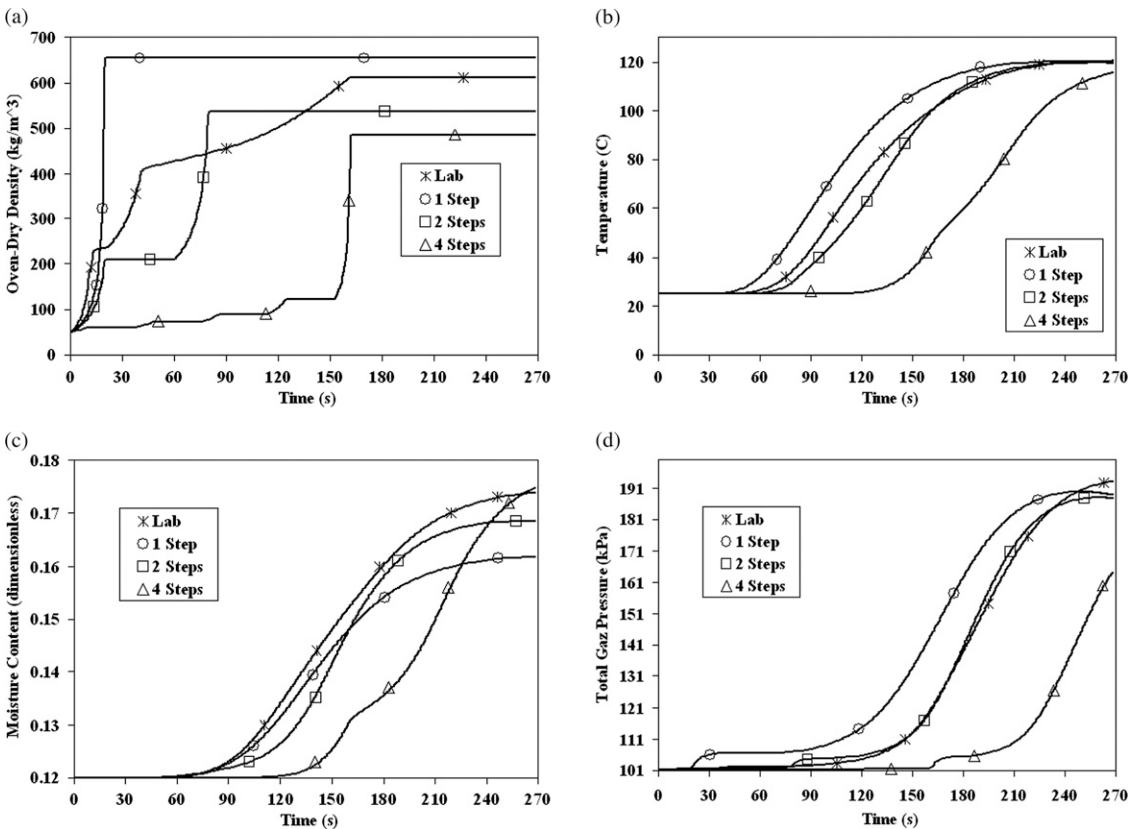 (a)
Oven-Dry Density (kg/m^3)
700
600
500
400
300
200
100
0
Lab
1 Step
2 Steps
4 Steps
0 30 60 90 120 150 180 210 240 270
Time (s)
(b)
Temperature (C)
120
100
80
60
40
20
0
Lab
1 Step
2 Steps
4 Steps
0 30 60 90 120 150 180 210 240 270
Time (s)
(c)
Moisture Content (dimensionless)
0.18
0.17
0.16
0.15
0.14
0.13
0.12
Lab
1 Step
2 Steps
4 Steps
0 30 60 90 120 150 180 210 240 270
Time (s)
(d)
Total Gaz Pressure (kPa)
191
181
171
161
151
141
131
121
111
101
Lab
1 Step
2 Steps
4 Steps
0 30 60 90 120 150 180 210 240 270
Time (s)